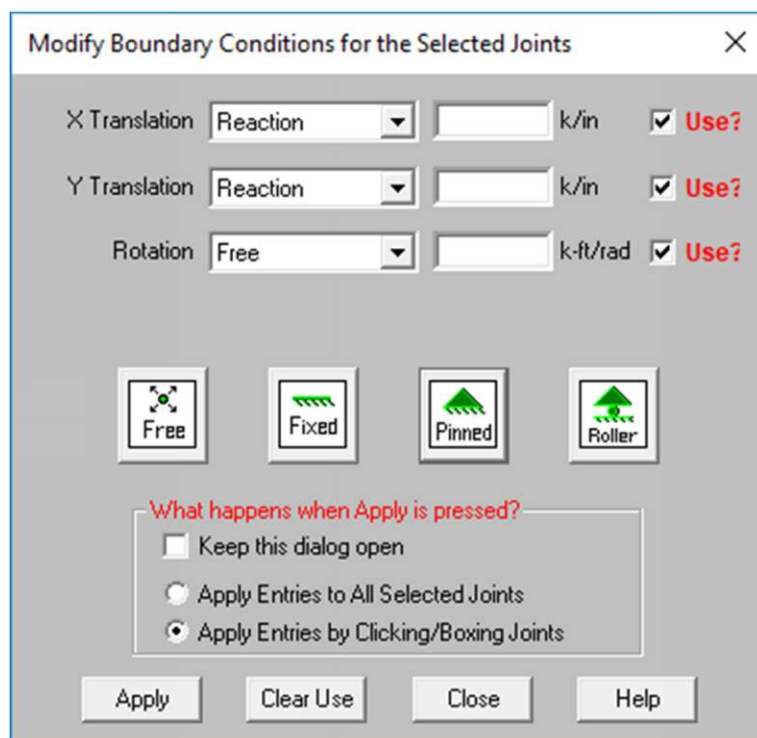 Modify Boundary Conditions for the Selected Joints
X Translation Reaction k/in Use?
Y Translation Reaction k/in Use?
Rotation Free k-ft/rad Use?
Free Fixed Pinned Roller
What happens when Apply is pressed?
Keep this dialog open
Apply Entries to All Selected Joints
Apply Entries by Clicking/Boxing Joints
Apply Clear Use Close Help